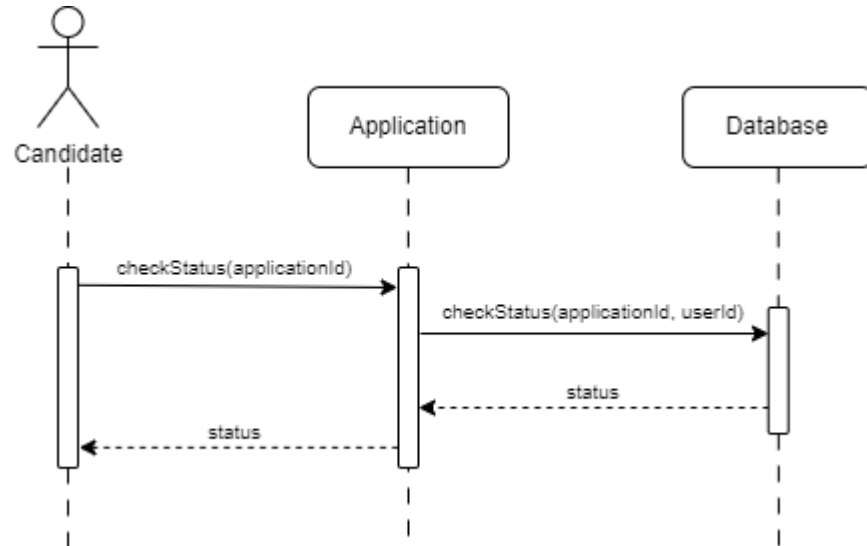 Candidate
Application
Database
checkStatus(applicationId)
checkStatus(applicationId, userId)
status
status